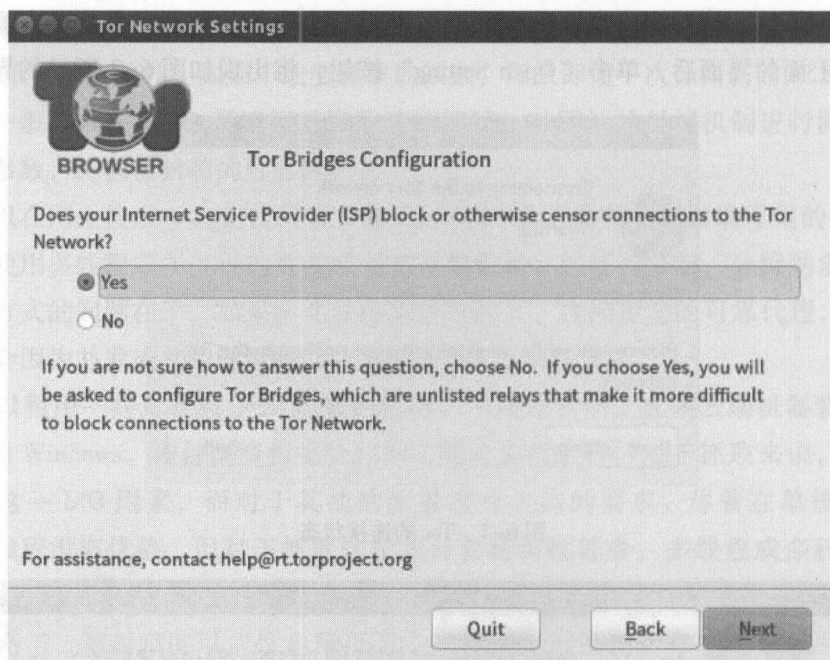 Tor Network Settings
BROWSER
Tor Bridges Configuration
Does your Internet Service Provider (ISP) block or otherwise censor connections to the Tor
Network?
Yes
No
If you are not sure how to answer this question, choose No. If you choose Yes, you will
be asked to configure Tor Bridges, which are unlisted relays that make it more difficult
to block connections to the Tor Network.
For assistance, contact help@rt.torproject.org
Quit
Back
Next